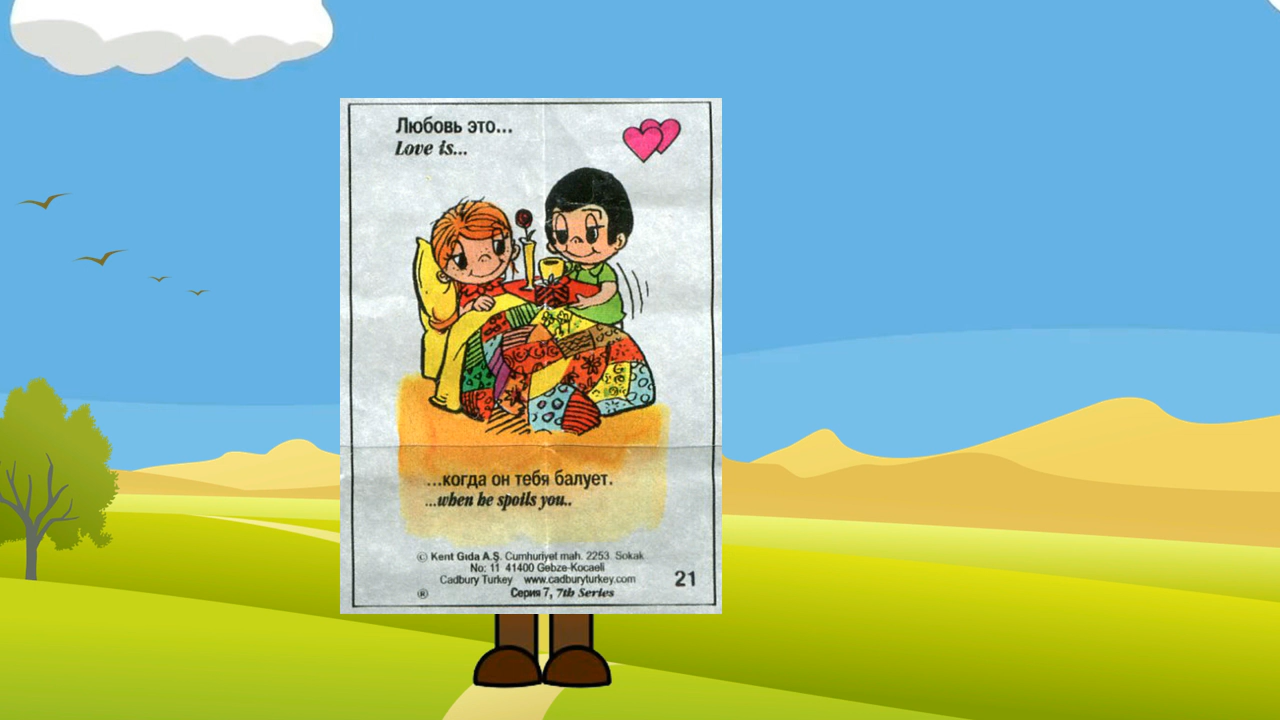 Любовь это...
Love is...
...когда он тебя балует.
...when he spoils you..
© Kent Gıda A.Ş. Cumhuriyet mah. 2253. Sokak
No: 11 41400 Gebze-Kocaeli
Cadbury Turkey www.cadburyturkey.com
21
® Серия 7, 7th Series